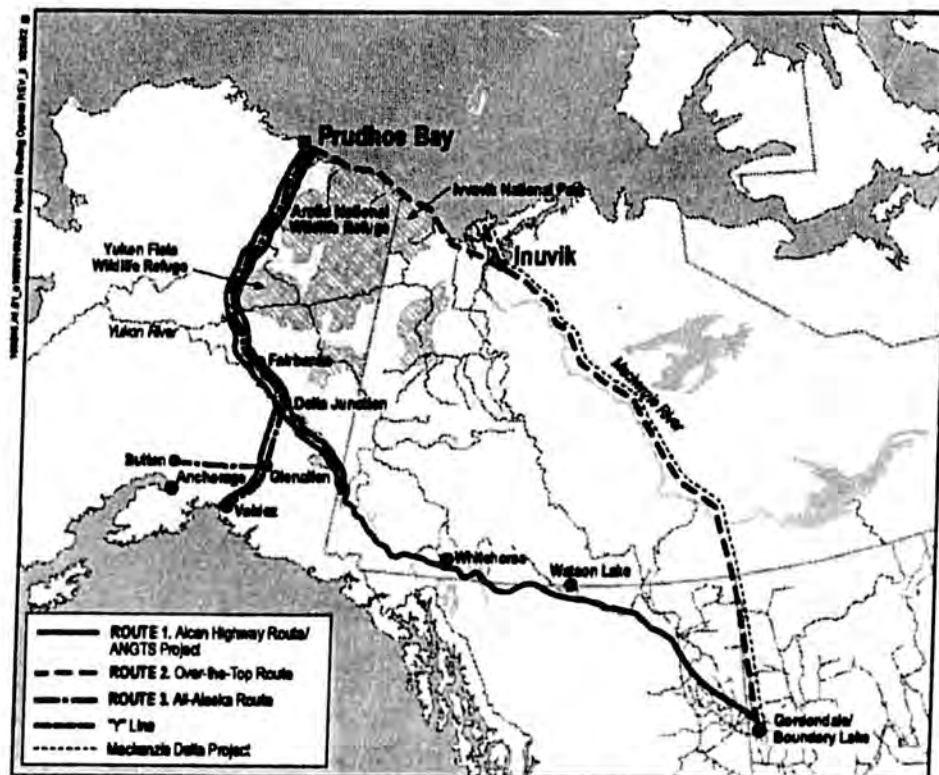 Prudhoe Bay
Ivvavik National Park
Arctic National
Wildlife Refuge
Inuvik
Yukon Flats
Wildlife Refuge
Yukon River
Fairbanks
Mackenzie River
Delta Junction
Sutton
Glenallen
Anchorage
Valdez
Whitehorse
Watson Lake
ROUTE 1. Alcan Highway Route/
ANGTS Project
ROUTE 2. Over-the-Top Route
ROUTE 3. All-Alaska Route
"Y" Line
Mackenzie Delta Project
Gordondale/
Boundary Lake